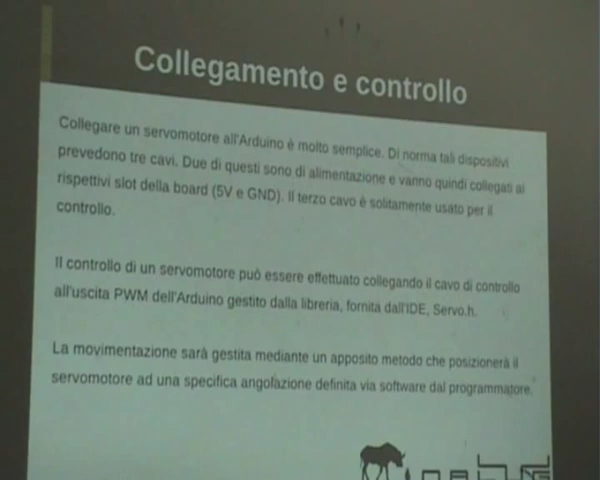 Collegamento e controllo
Collegare un servomotore all'Arduino è molto semplice. Di norma tali dispositivi
prevedono tre cavi. Due di questi sono di alimentazione e vanno quindi collegati ai
rispettivi slot della board (5V e GND). Il terzo cavo è solitamente usato per il
controllo.
Il controllo di un servomotore può essere effettuato collegando il cavo di controllo
all'uscita PWM dell'Arduino gestito dalla libreria, fornita dall'IDE, Servo.h.
La movimentazione sarà gestita mediante un apposito metodo che posizionerà il
servomotore ad una specifica angolazione definita via software dal programmatore.